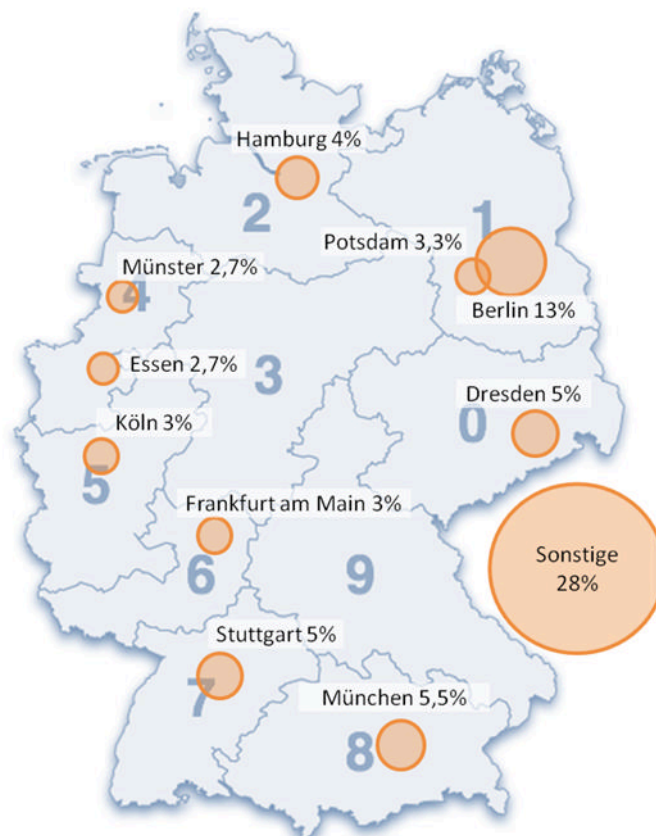 Hamburg 4%
2
1
Potsdam 3,3%
Münster 2,7%
4
Berlin 13%
Essen 2,7%
3
Dresden 5%
0
Köln 3%
5
Frankfurt am Main 3%
6
9
Sonstige
28%
Stuttgart 5%
7
München 5,5%
8